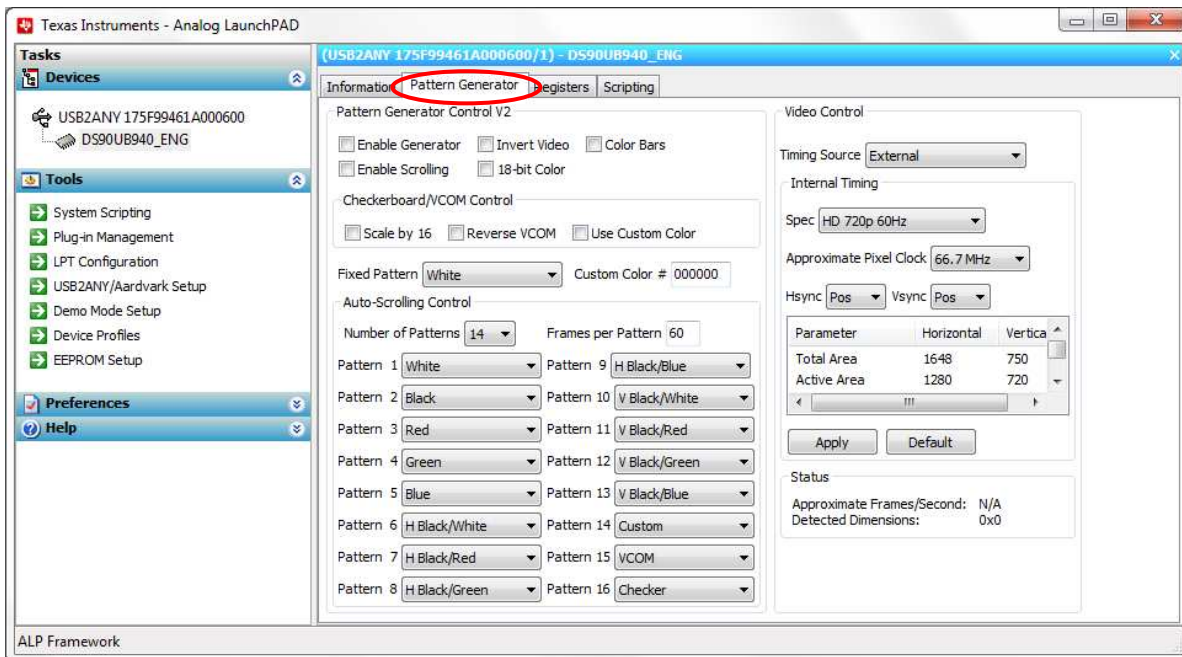 Texas Instruments - Analog LaunchPAD
Tasks
Devices
USB2ANY 175F99461A000600
DS90UB940_ENG
Tools
System Scripting
Plug-in Management
LPT Configuration
USB2ANY/Aardvark Setup
Demo Mode Setup
Device Profiles
EEPROM Setup
Preferences
Help
(USB2ANY 175F99461A000600/1) - DS90UB940_ENG
Information Pattern Generator Registers Scripting
Pattern Generator Control V2
Enable Generator Invert Video Color Bars
Enable Scrolling 18-bit Color
Checkerboard/VCOM Control
Scale by 16 Reverse VCOM Use Custom Color
Fixed Pattern White Custom Color # 000000
Auto-Scrolling Control
Number of Patterns 14 Frames per Pattern 60
Pattern 1 White Pattern 9 H Black/Blue
Pattern 2 Black Pattern 10 V Black/White
Pattern 3 Red Pattern 11 V Black/Red
Pattern 4 Green Pattern 12 V Black/Green
Pattern 5 Blue Pattern 13 V Black/Blue
Pattern 6 H Black/White Pattern 14 Custom
Pattern 7 H Black/Red Pattern 15 VCOM
Pattern 8 H Black/Green Pattern 16 Checker
Video Control
Timing Source External
Internal Timing
Spec HD 720p 60Hz
Approximate Pixel Clock 66.7 MHz
Hsync Pos Vsync Pos
Parameter Horizontal Vertica
Total Area 1648 750
Active Area 1280 720
Apply Default
Status
Approximate Frames/Second: N/A
Detected Dimensions: 0x0
ALP Framework